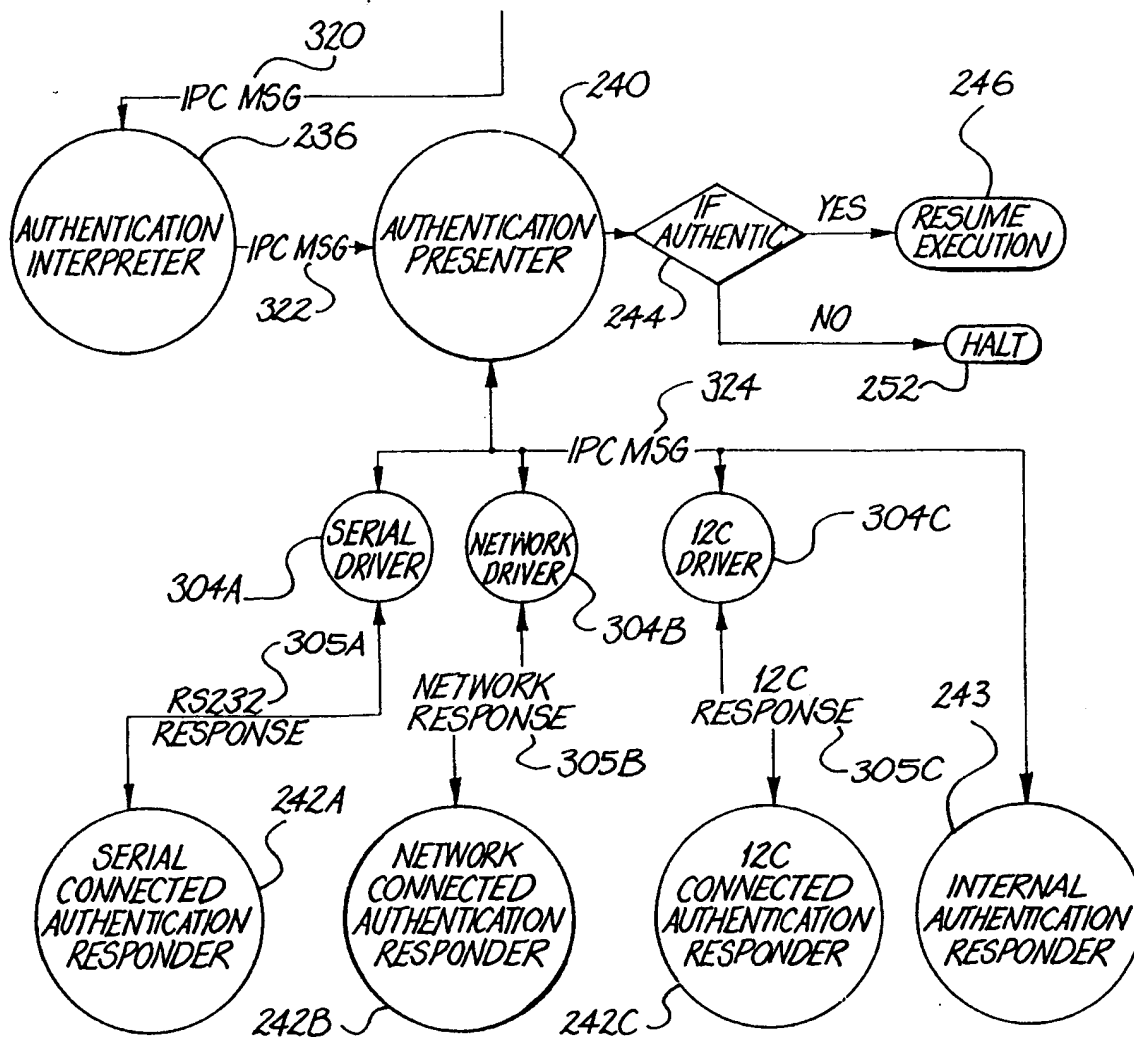 320
IPC MSG
236
240
246
AUTHENTICATION
INTERPRETER
IPC MSG
322
AUTHENTICATION
PRESENTER
IF
AUTHENTIC
244
YES
RESUME
EXECUTION
NO
HALT
252
324
IPC MSG
SERIAL
DRIVER
304A
NETWORK
DRIVER
304B
12C
DRIVER
304C
305A
RS232
RESPONSE
NETWORK
RESPONSE
305B
12C
RESPONSE
305C
243
242A
SERIAL
CONNECTED
AUTHENTICATION
RESPONDER
NETWORK
CONNECTED
AUTHENTICATION
RESPONDER
242B
12C
CONNECTED
AUTHENTICATION
RESPONDER
242C
INTERNAL
AUTHENTICATION
RESPONDER